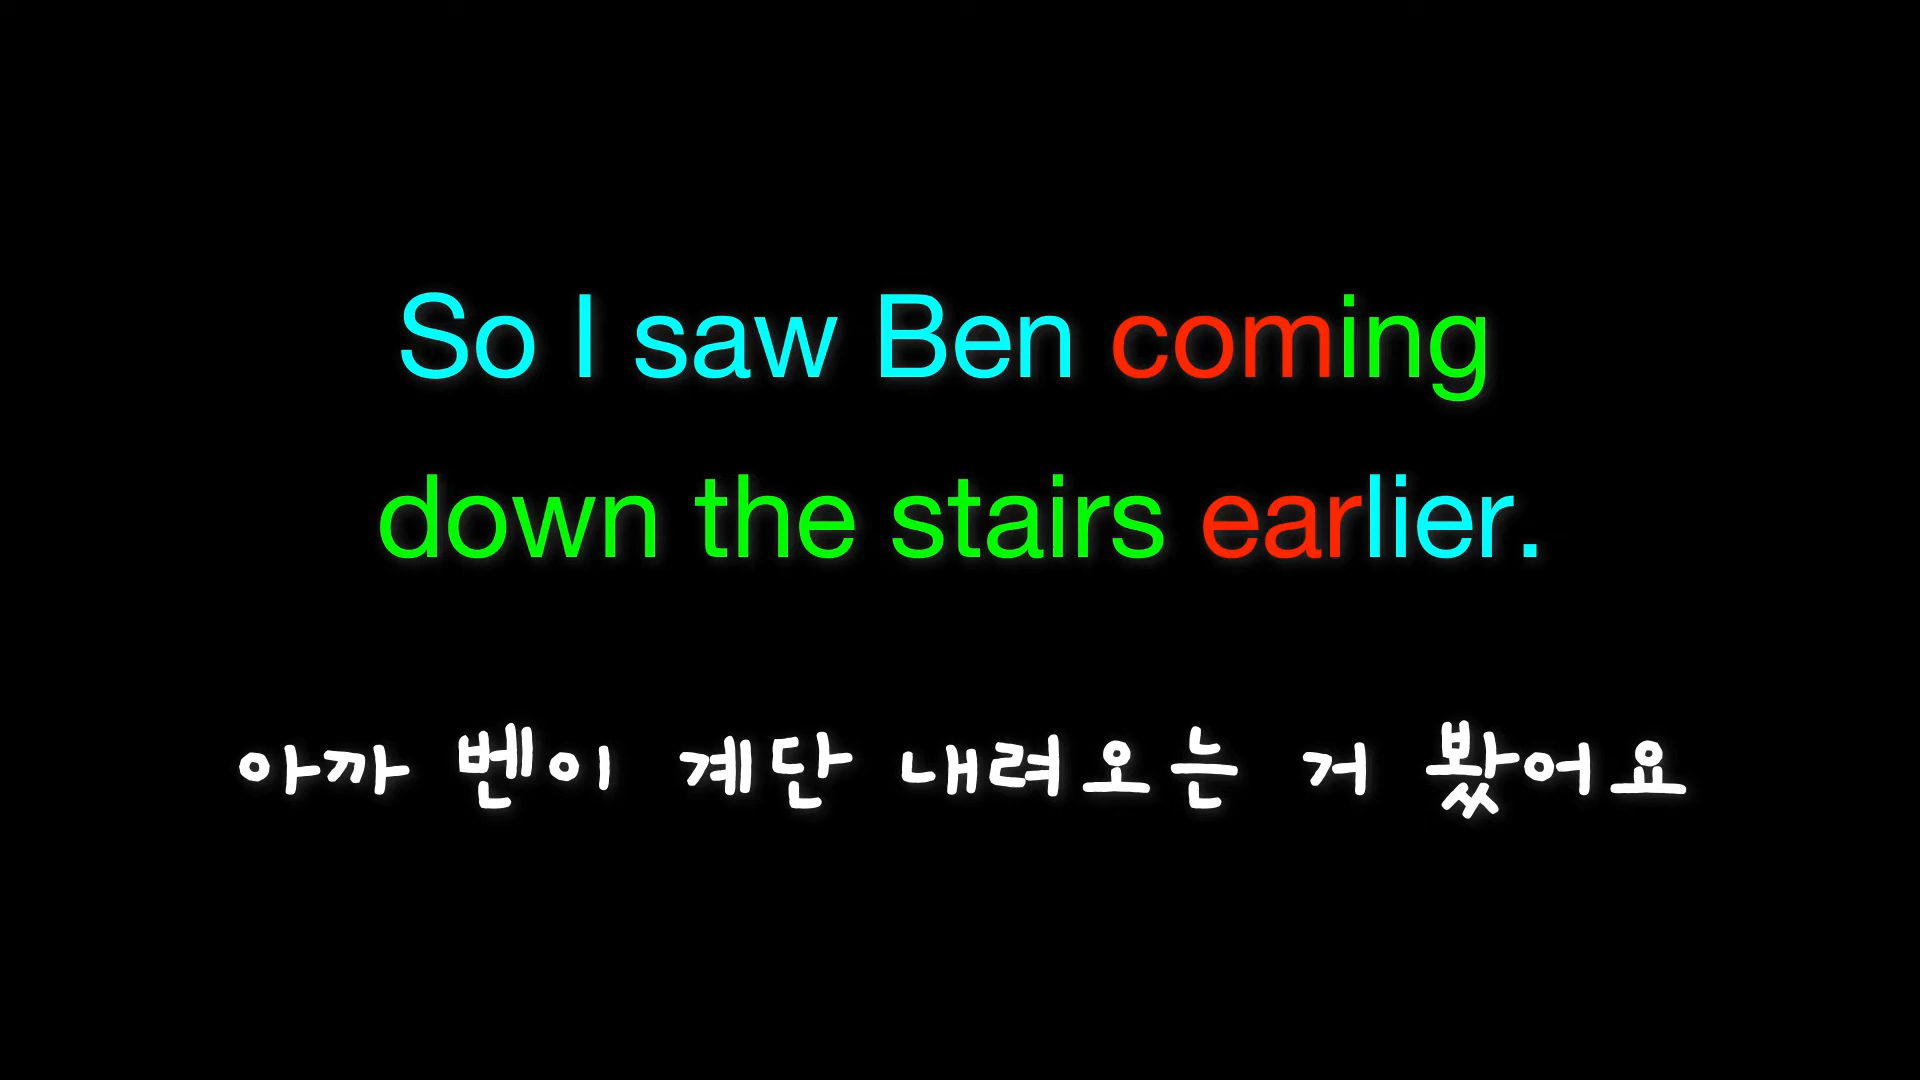 So I saw Ben coming
down the stairs earlier.
아까 벤이 계단 내려오는 거 봤어요